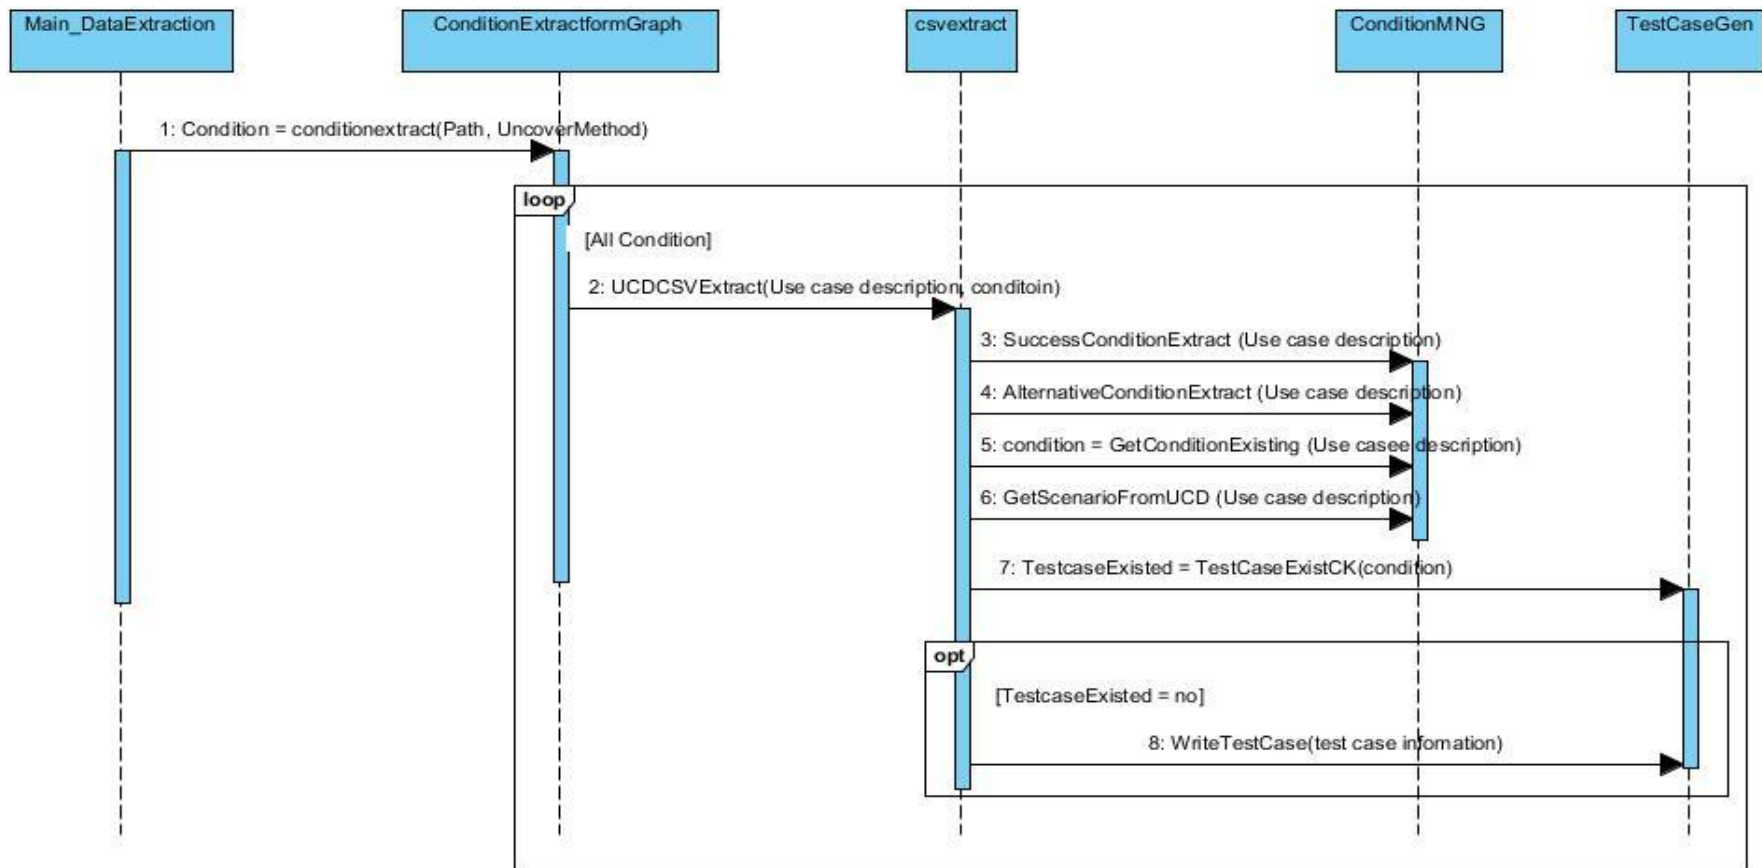 Main_DataExtraction
ConditionExtractformGraph
csvextract
ConditionMNG
TestCaseGen
1: Condition = conditionextract(Path, UncoverMethod)
loop
[All Condition]
2: UCDCSVExtract(Use case description, conditoin)
3: SuccessConditionExtract (Use case description)
4: AlternativeConditionExtract (Use case description)
5: condition = GetConditionExisting (Use casee description)
6: GetScenarioFromUCD (Use case description)
7: TestcaseExisted = TestCaseExistCK(condition)
opt
[TestcaseExisted = no]
8: WriteTestCase(test case infomation)